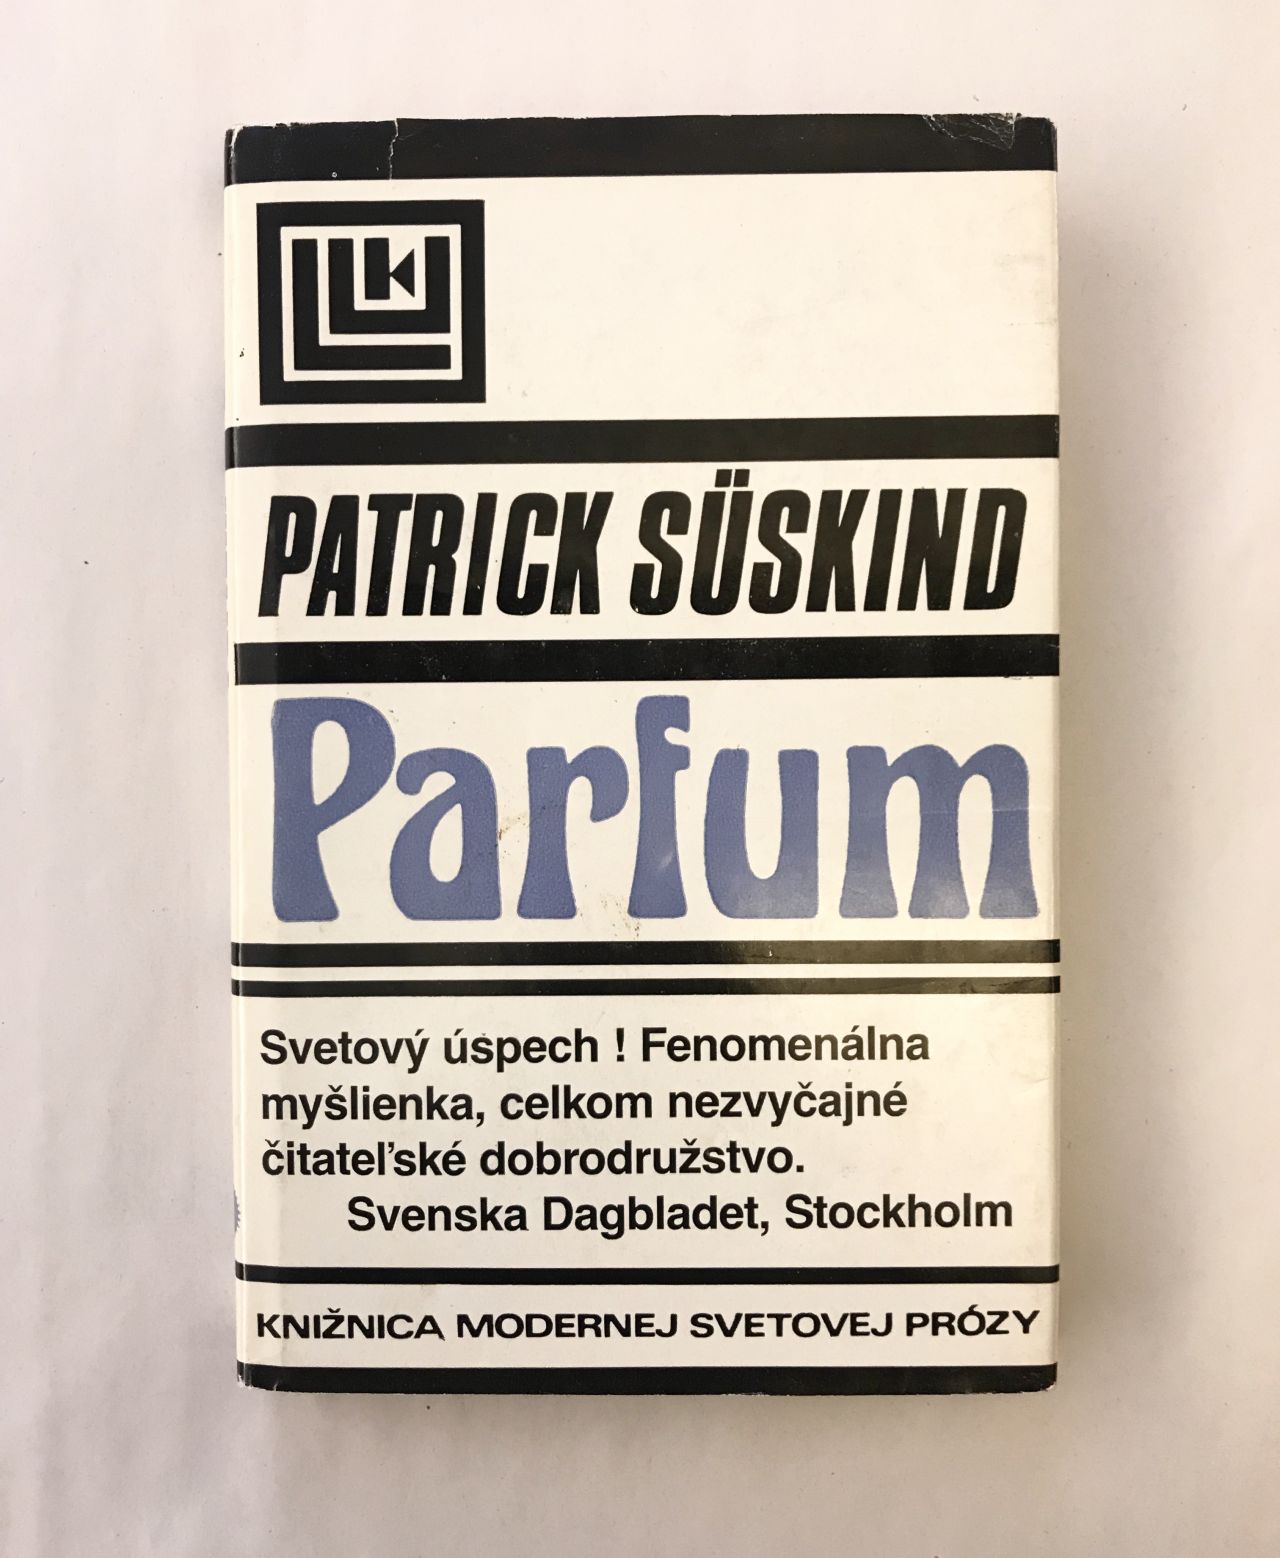 PATRICK SÜSKIND
Parfum
Svetový úspech ! Fenomenálna
myšlienka, celkom nezvyčajné
čitateľské dobrodružstvo.
Svenska Dagbladet, Stockholm
KNIŽNICA MODERNEJ SVETOVEJ PRÓZY